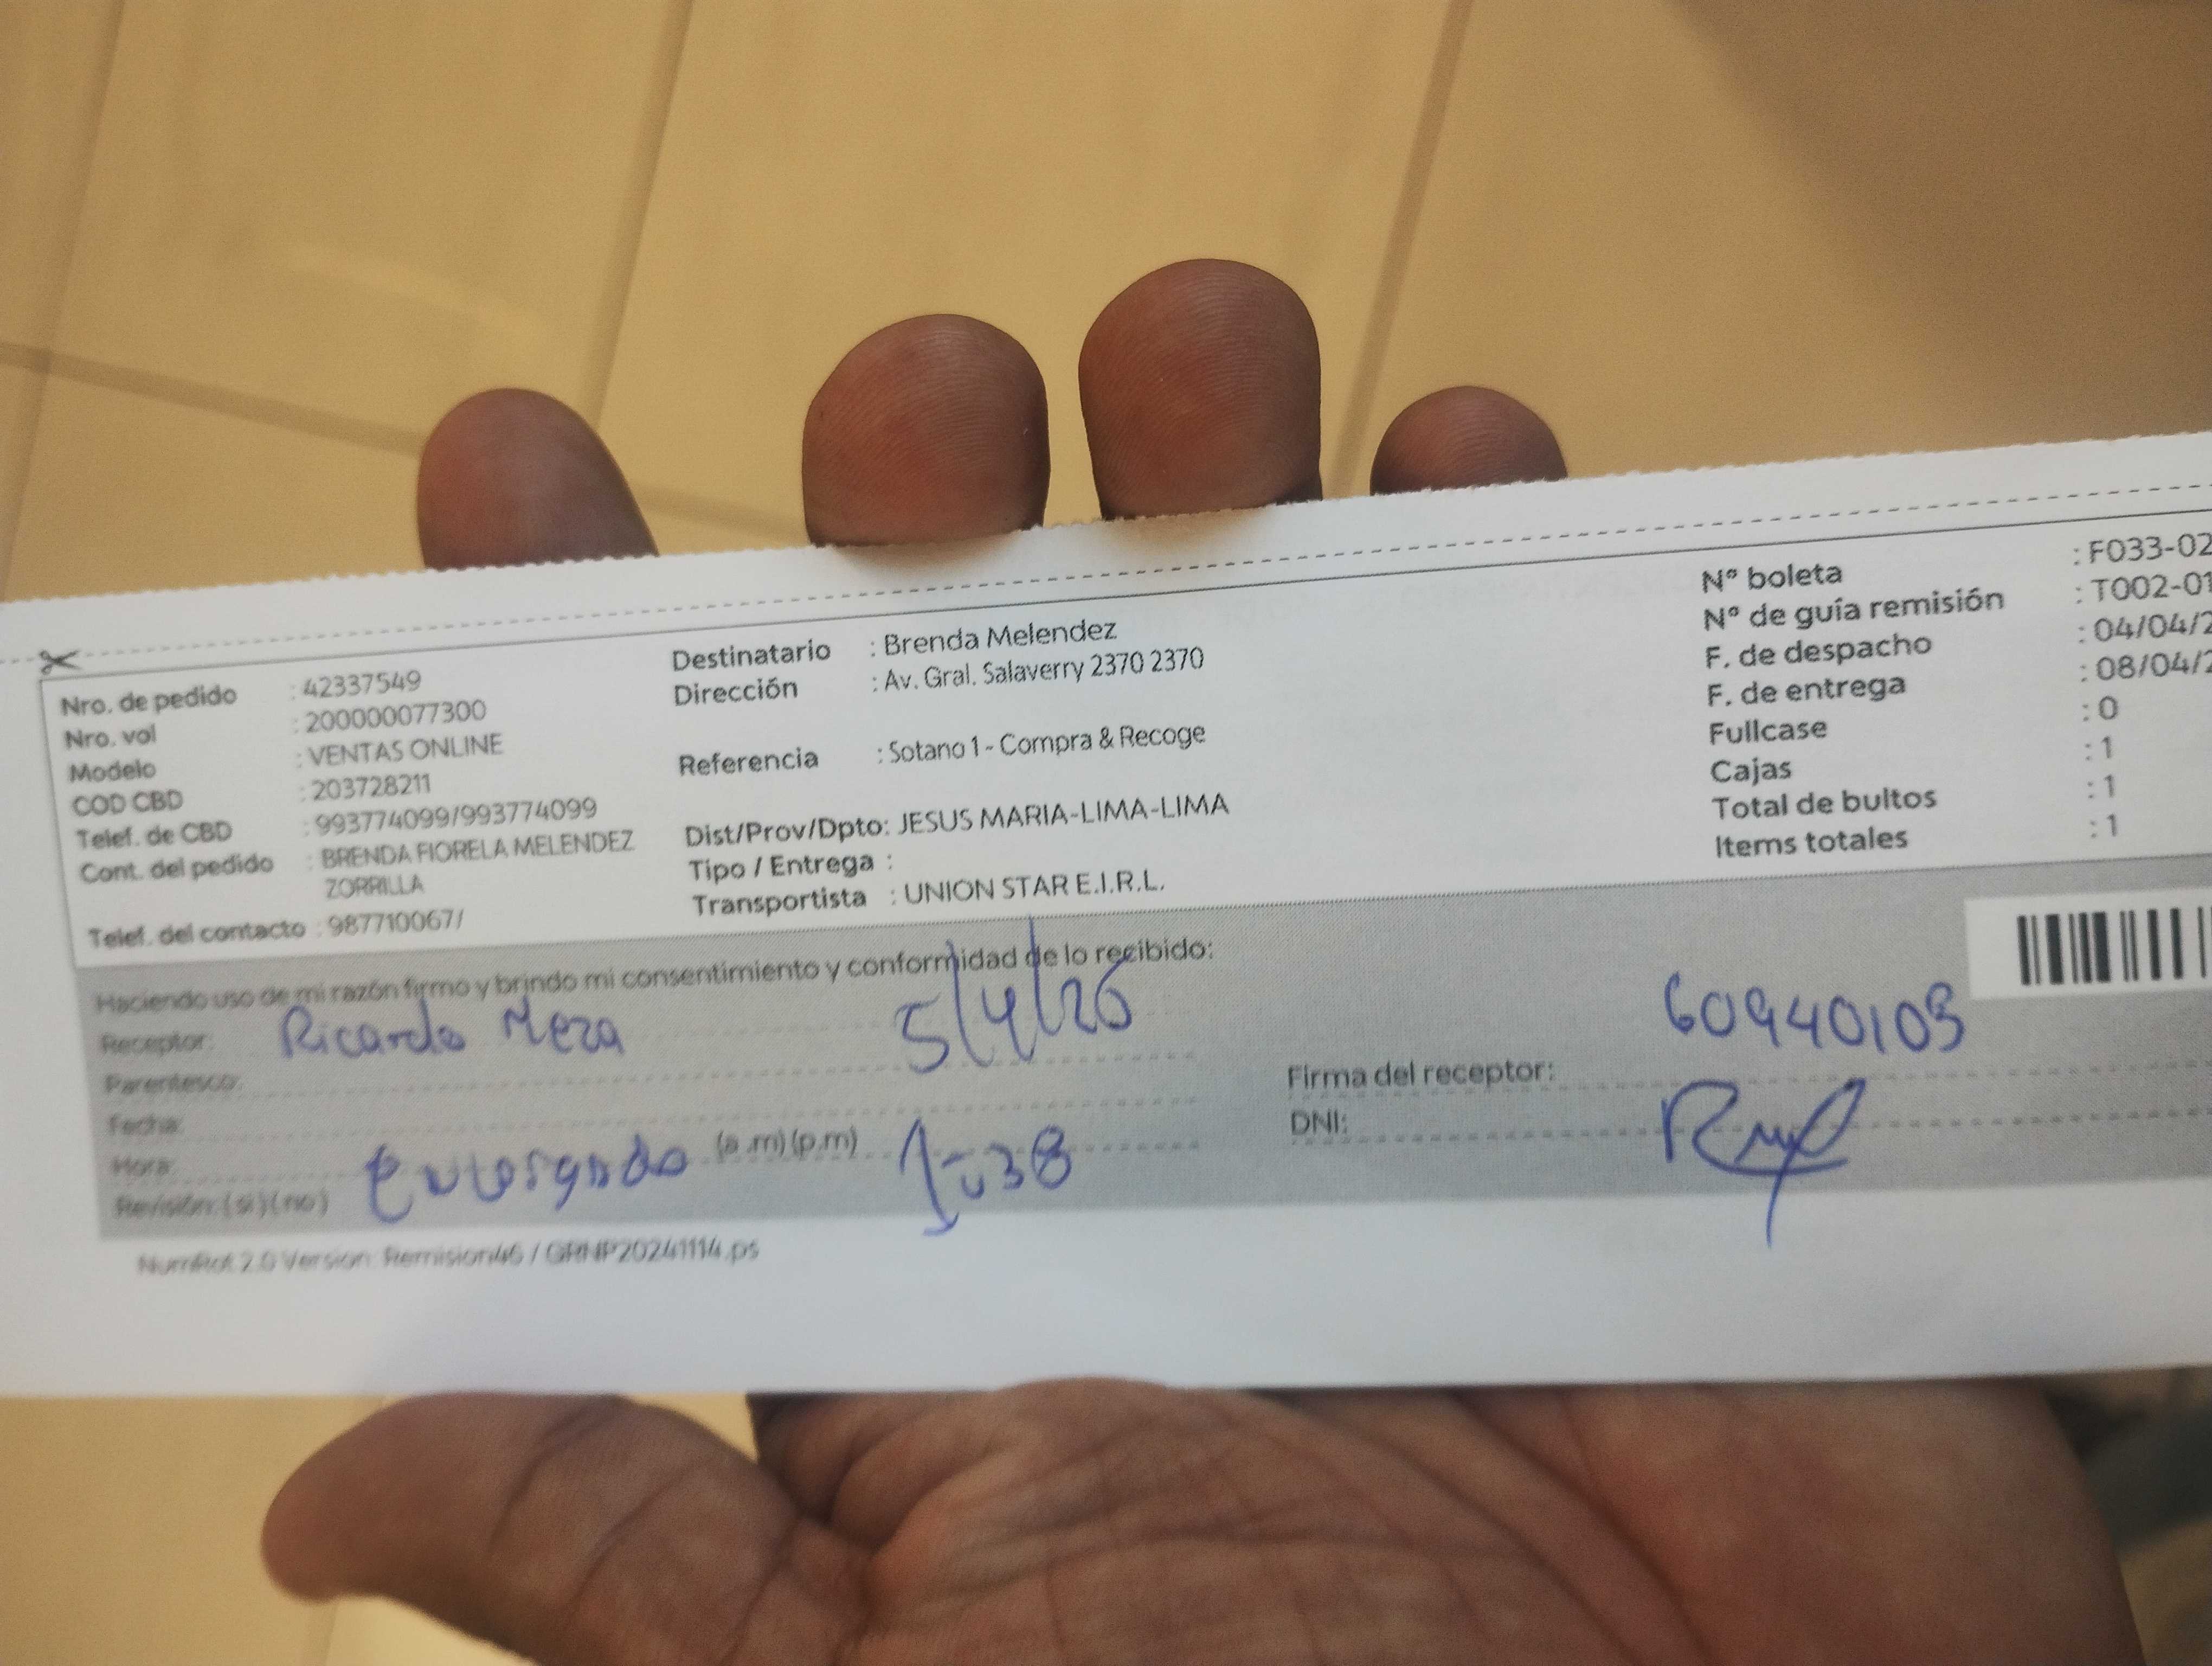 Nro. de pedido : 42337549
Nro. vol : 200000077300
Modelo : VENTAS ONLINE
COD CBD : 203728211
Telef. de CBD : 993774099/993774099
Cont. del pedido : BRENDA FIORELA MELENDEZ
ZORRILLA
Telef. del contacto : 987710067/
Destinatario : Brenda Melendez
Dirección : Av. Gral. Salaverry 2370 2370
Referencia : Sotano 1 - Compra & Recoge
Dist/Prov/Dpto: JESUS MARIA-LIMA-LIMA
Tipo / Entrega :
Transportista : UNION STAR E.I.R.L.
N° boleta : F033-02
N° de guía remisión : T002-01
F. de despacho : 04/04/2
F. de entrega : 08/04/2
Fullcase : 0
Cajas : 1
Total de bultos : 1
Items totales : 1
Haciendo uso de mi razón firmo y brindo mi consentimiento y conformidad de lo recibido:
Receptor: Ricardo Meza 5/4/26
Parentesco:
Fecha:
Hora: (a.m) (p.m)
Revisión: (si) (no)
60940109
Firma del receptor:
DNI:
NumRot 2.0 Version: Remision46 / GRNP20241114.ps